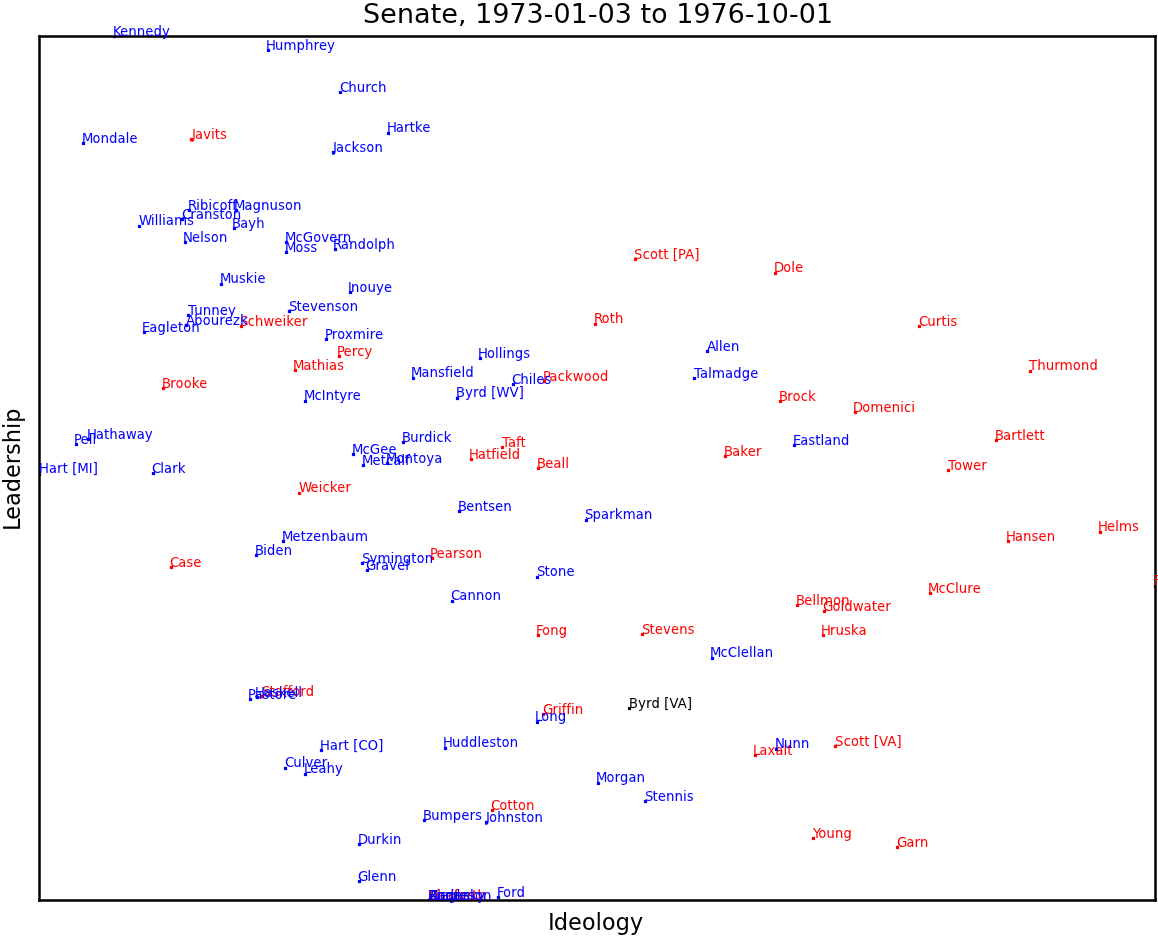 Senate, 1973-01-03 to 1976-10-01
Kennedy
Humphrey
Church
Hartke
Mondale
Javits
Jackson
Ribicoff
Magnuson
Cranston
Williams
Bayh
Nelson
McGovern
Moss
Randolph
Scott [PA]
Dole
Muskie
Inouye
Stevenson
Tunney
Abourezk
Schweiker
Eagleton
Roth
Curtis
Proxmire
Allen
Percy
Hollings
Mathias
Thurmond
Mansfield
Talmadge
Chiles
Packwood
Brooke
Byrd [WV]
McIntyre
Brock
Domenici
Hathaway
Pell
Burdick
Bartlett
Eastland
Taft
McGee
Hatfield
Baker
Metcalf
Montoya
Beall
Tower
Hart [MI]
Clark
Weicker
Bentsen
Sparkman
Helms
Metzenbaum
Hansen
Biden
Pearson
Symington
Case
Gravel
Stone
McClure
Cannon
Bellmon
Goldwater
Fong
Stevens
Hruska
McClellan
Haskell
Stafford
Pastore
Byrd [VA]
Griffin
Long
Hart [CO]
Huddleston
Nunn
Scott [VA]
Laxalt
Culver
Leahy
Morgan
Stennis
Cotton
Bumpers
Johnston
Young
Durkin
Garn
Glenn
Ford
Leadership
Ideology